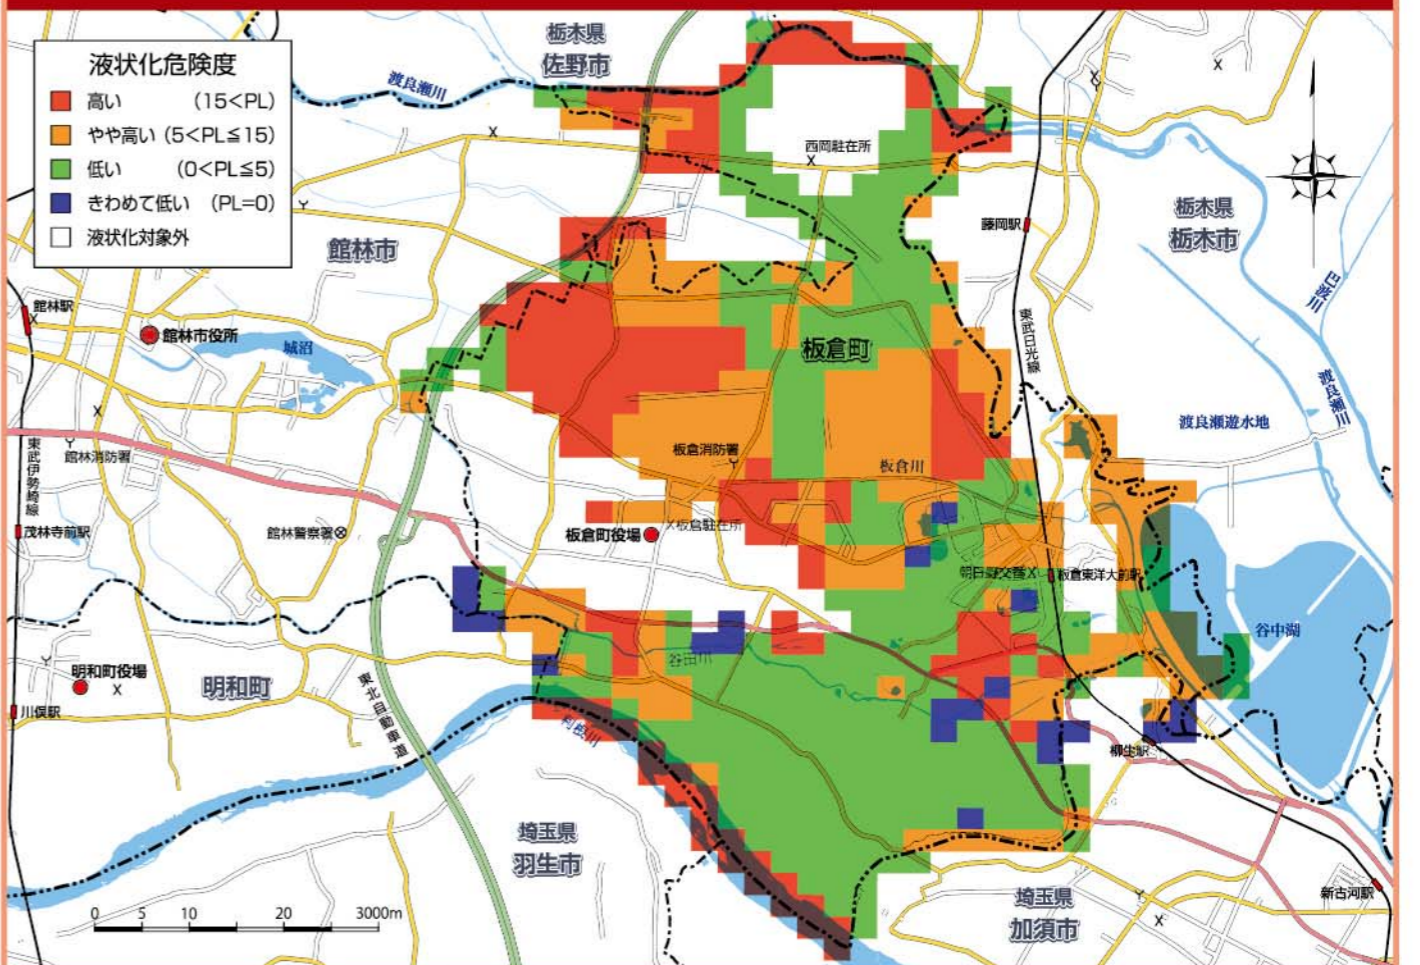 液状化危険度
高い (15<PL)
やや高い (5<PL≦15)
低い (0<PL≦5)
きわめて低い (PL=0)
液状化対象外
栃木県
佐野市
渡良瀬川
西岡駐在所
栃木県
栃木市
藤岡駅
館林市
巴波川
館林駅
館林市役所
城沼
東武日光線
板倉町
渡良瀬川
渡良瀬遊水地
東武伊勢崎線
館林消防署
板倉消防署
板倉川
茂林寺前駅
館林警察署
板倉町役場
板倉駐在所
朝日野交番
板倉東洋大前駅
谷中湖
谷田川
明和町役場
明和町
川俣駅
東北自動車道
利根川
柳生駅
埼玉県
羽生市
埼玉県
加須市
新古河駅
0 5 10 20 3000m